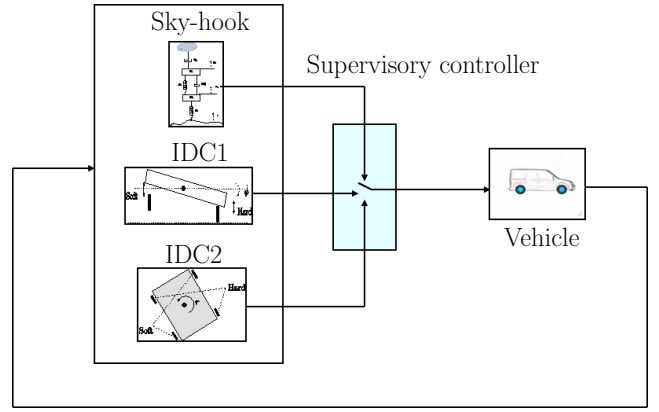 Sky-hook
Supervisory controller
IDC1
Soft
Hard
IDC2
Hard
Soft
Vehicle